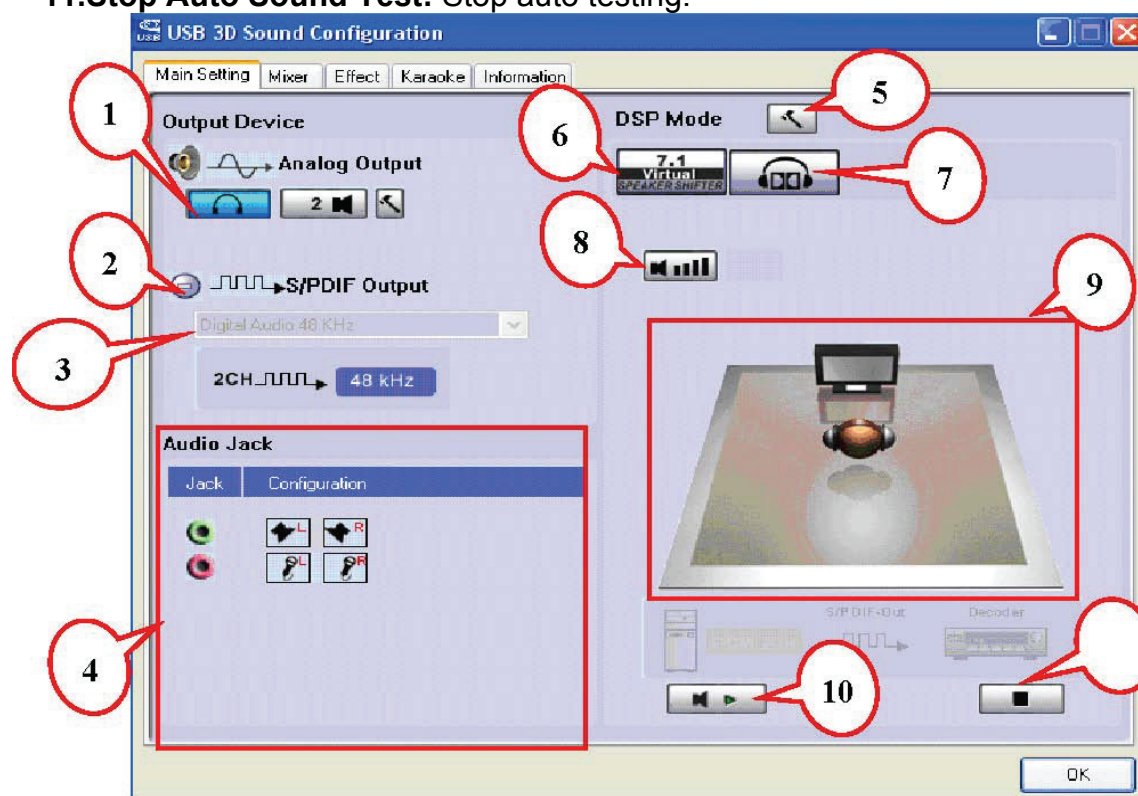 11.Stop Auto Sound Test: Stop auto testing.
USB USB 3D Sound Configuration
Main Setting Mixer Effect Karaoke Information
1 Output Device 6 DSP Mode 5
Analog Output 7.1
Virtual
SPEAKER SHIFTER
7
2
8
2
S/PDIF Output
9
Digital Audio 48 KHz
3
2CH 48 kHz
Audio Jack
Jack Configuration
L R
L R
S/PDIF-Out Decoder
4
10
OK